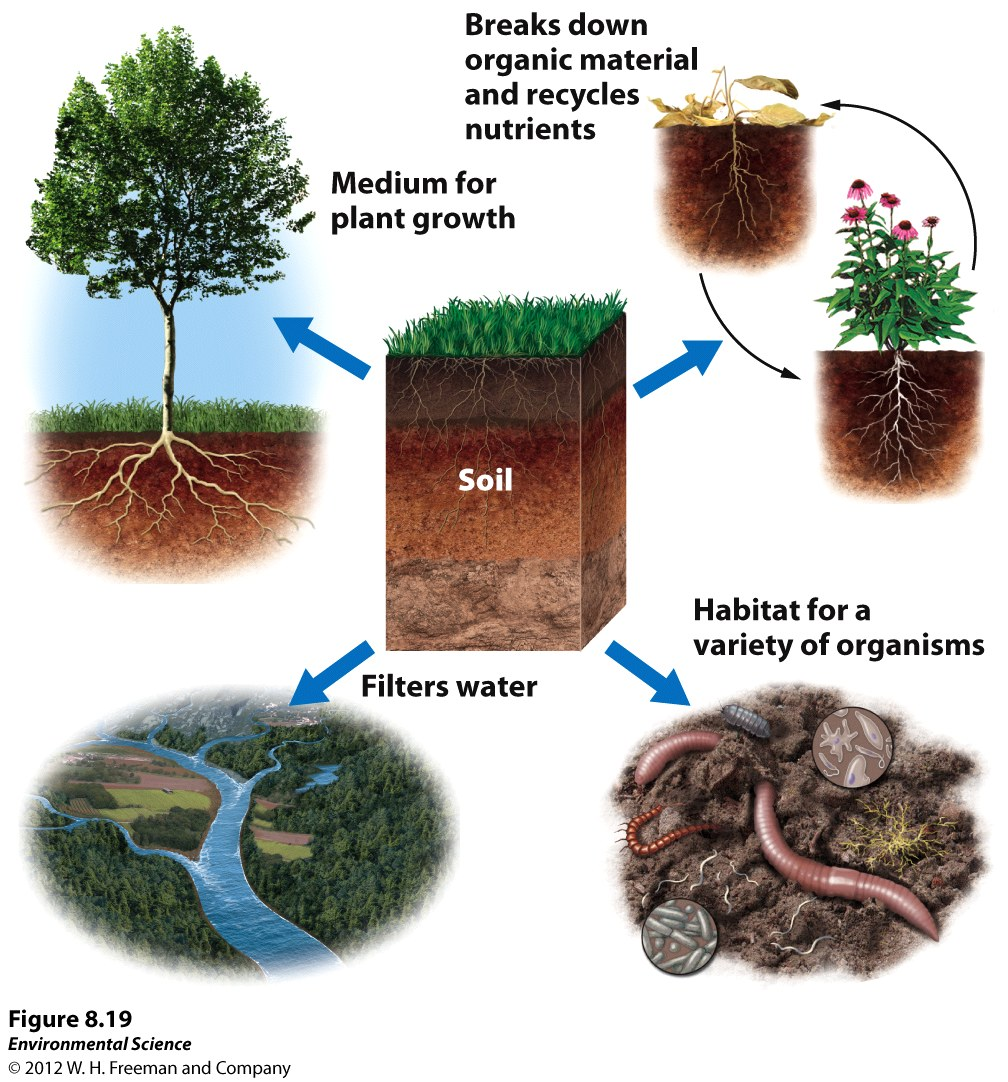 Breaks down
organic material
and recycles
nutrients
Medium for
plant growth
Soil
Habitat for a
variety of organisms
Filters water
Figure 8.19
Environmental Science
© 2012 W. H. Freeman and Company